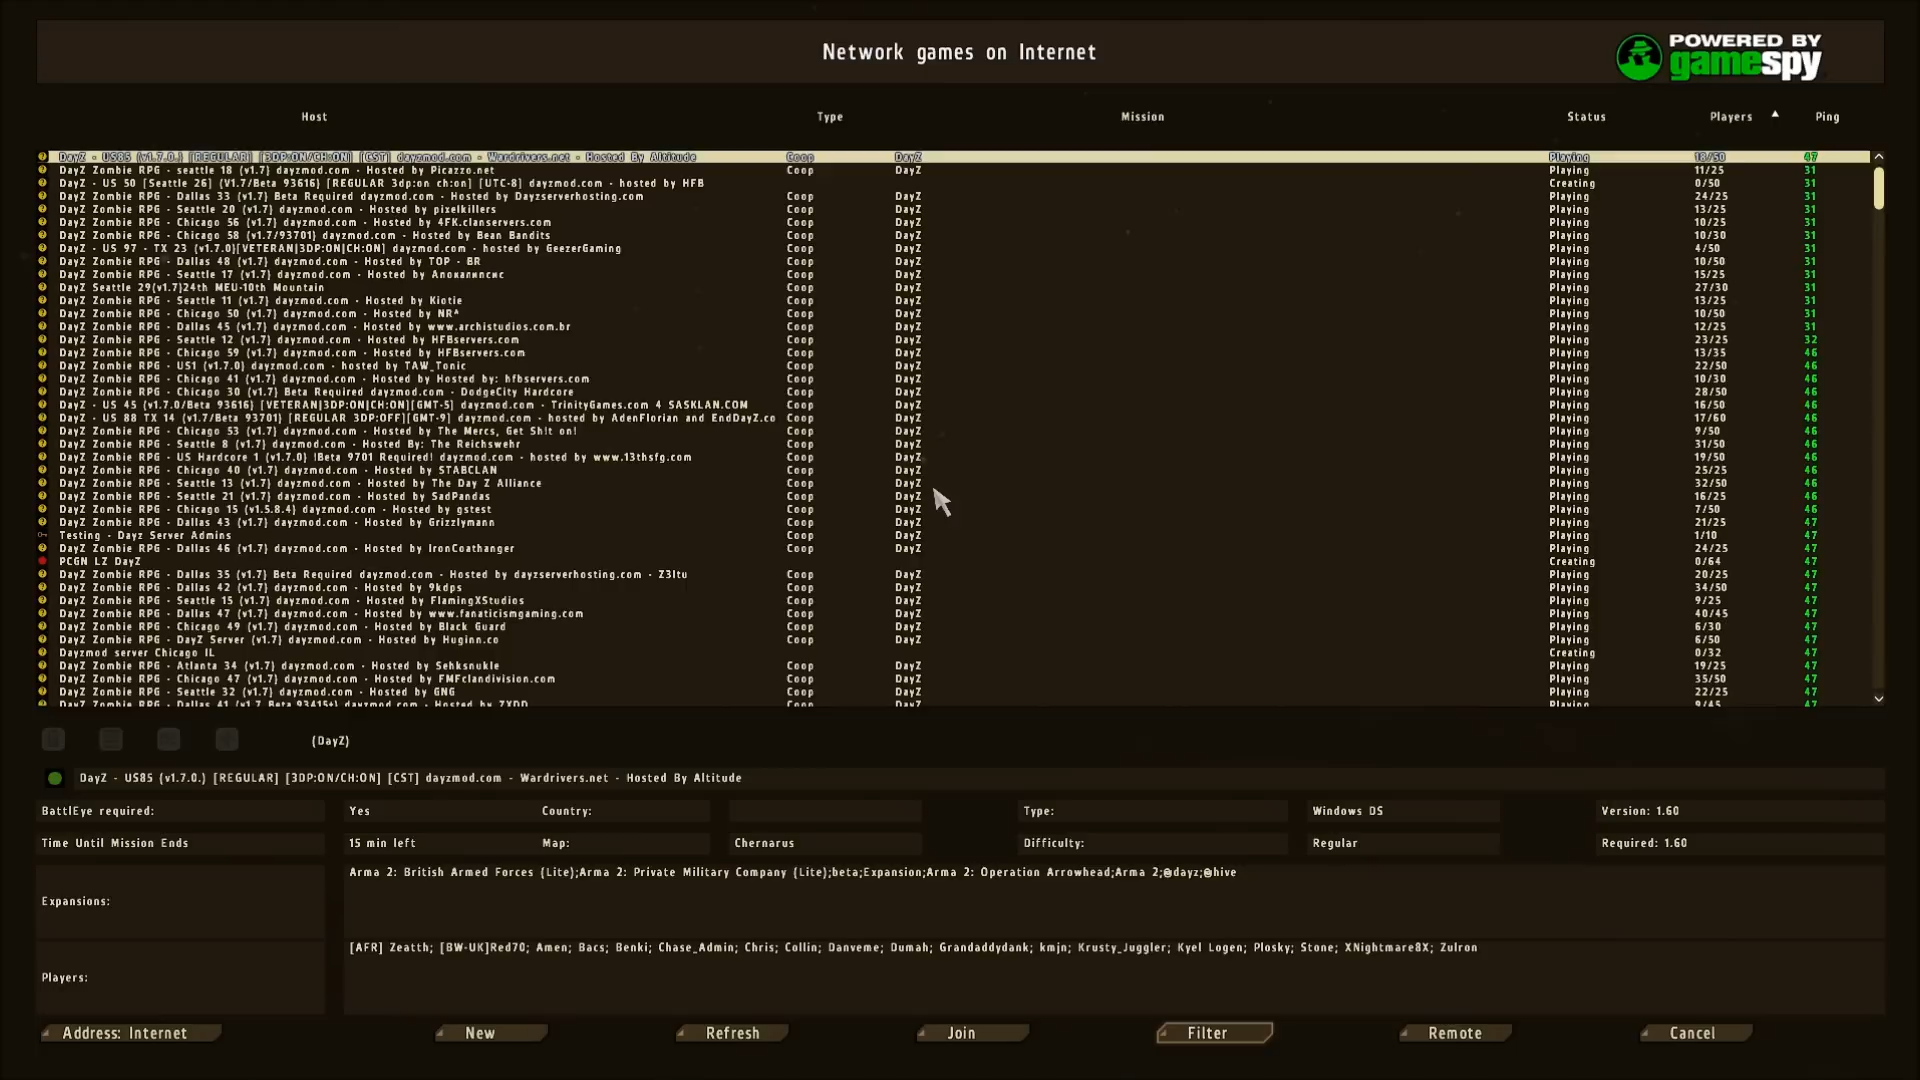 Network games on Internet
POWERED BY
gamespy
Host Type Mission Status Players Ping
DayZ - US85 (v1.7.0.) [REGULAR] [3DP:ON/CH:ON] [CST] dayzmod.com - Wardrivers.net - Hosted By Altitude Coop DayZ Playing 18/50 47
DayZ Zombie RPG - seattle 18 (v1.7) dayzmod.com - Hosted by Picazzo.net Coop DayZ Playing 11/25 31
DayZ - US 50 [Seattle 26] (V1.7/Beta 93616) [REGULAR 3dp:on ch:on] [UTC-8] dayzmod.com - hosted by HFB Creating 0/50 31
DayZ Zombie RPG - Dallas 33 (v1.7) Beta Required dayzmod.com - Hosted by Dayzserverhosting.com Coop DayZ Playing 24/25 31
DayZ Zombie RPG - Seattle 20 (v1.7) dayzmod.com - Hosted by pixelkillers Coop DayZ Playing 13/25 31
DayZ Zombie RPG - Chicago 56 (v1.7) dayzmod.com - Hosted by 4FK.clanservers.com Coop DayZ Playing 10/25 31
DayZ Zombie RPG - Chicago 58 (v1.7/93701) dayzmod.com - Hosted by Bean Bandits Coop DayZ Playing 10/30 31
DayZ - US 97 - TX 23 (v1.7.0)[VETERAN|3DP:ON|CH:ON] dayzmod.com - hosted by GeezerGaming Coop DayZ Playing 4/50 31
DayZ Zombie RPG - Dallas 48 (v1.7) dayzmod.com - Hosted by TOP - BR Coop DayZ Playing 10/50 31
DayZ Zombie RPG - Seattle 17 (v1.7) dayzmod.com - Hosted by Апокалипсис Coop DayZ Playing 15/25 31
DayZ Seattle 29(v1.7)24th MEU-10th Mountain Coop DayZ Playing 27/30 31
DayZ Zombie RPG - Seattle 11 (v1.7) dayzmod.com - Hosted by Kiotie Coop DayZ Playing 13/25 31
DayZ Zombie RPG - Chicago 50 (v1.7) dayzmod.com - Hosted by NR^ Coop DayZ Playing 10/50 31
DayZ Zombie RPG - Dallas 45 (v1.7) dayzmod.com - Hosted by www.archistudios.com.br Coop DayZ Playing 12/25 31
DayZ Zombie RPG - Seattle 12 (v1.7) dayzmod.com - Hosted by HFBservers.com Coop DayZ Playing 23/25 32
DayZ Zombie RPG - Chicago 59 (v1.7) dayzmod.com - Hosted by HFBservers.com Coop DayZ Playing 13/35 46
DayZ Zombie RPG - US1 (v1.7.0) dayzmod.com - hosted by TAW_Tonic Coop DayZ Playing 22/50 46
DayZ Zombie RPG - Chicago 41 (v1.7) dayzmod.com - Hosted by Hosted by: hfbservers.com Coop DayZ Playing 10/30 46
DayZ Zombie RPG - Chicago 30 (v1.7) Beta Required dayzmod.com - DodgeCity Hardcore Coop DayZ Playing 28/50 46
DayZ - US 45 (v1.7.0/Beta 93616) [VETERAN|3DP:ON|CH:ON][GMT-5] dayzmod.com - TrinityGames.com 4 SASKLAN.COM Coop DayZ Playing 16/50 46
DayZ - US 88 TX 14 (v1.7/Beta 93701) [REGULAR 3DP:OFF][GMT-9] dayzmod.com - hosted by AdenFlorian and EndDayZ.co Coop DayZ Playing 17/60 46
DayZ Zombie RPG - Chicago 53 (v1.7) dayzmod.com - Hosted by The Mercs, Get Sh!t on! Coop DayZ Playing 9/50 46
DayZ Zombie RPG - Seattle 8 (v1.7) dayzmod.com - Hosted By: The Reichswehr Coop DayZ Playing 31/50 46
DayZ Zombie RPG - US Hardcore 1 (v1.7.0) !Beta 9701 Required! dayzmod.com - hosted by www.13thsfg.com Coop DayZ Playing 19/50 46
DayZ Zombie RPG - Chicago 40 (v1.7) dayzmod.com - Hosted by STABCLAN Coop DayZ Playing 25/25 46
DayZ Zombie RPG - Seattle 13 (v1.7) dayzmod.com - Hosted by The Day Z Alliance Coop DayZ Playing 32/50 46
DayZ Zombie RPG - Seattle 21 (v1.7) dayzmod.com - Hosted by SadPandas Coop DayZ Playing 16/25 46
DayZ Zombie RPG - Chicago 15 (v1.5.8.4) dayzmod.com - Hosted by gstest Coop DayZ Playing 7/50 46
DayZ Zombie RPG - Dallas 43 (v1.7) dayzmod.com - Hosted by Grizzlymann Coop DayZ Playing 21/25 47
Testing - Dayz Server Admins Coop DayZ Playing 1/10 47
DayZ Zombie RPG - Dallas 46 (v1.7) dayzmod.com - Hosted by IronCoathanger Coop DayZ Playing 24/25 47
PCGN LZ DayZ Creating 0/64 47
DayZ Zombie RPG - Dallas 35 (v1.7) Beta Required dayzmod.com - Hosted by dayzserverhosting.com - Z3ltu Coop DayZ Playing 20/25 47
DayZ Zombie RPG - Dallas 42 (v1.7) dayzmod.com - Hosted by 9kdps Coop DayZ Playing 34/50 47
DayZ Zombie RPG - Seattle 15 (v1.7) dayzmod.com - Hosted by FlamingXStudios Coop DayZ Playing 9/25 47
DayZ Zombie RPG - Dallas 47 (v1.7) dayzmod.com - Hosted by www.fanaticismgaming.com Coop DayZ Playing 40/45 47
DayZ Zombie RPG - Chicago 49 (v1.7) dayzmod.com - Hosted by Black Guard Coop DayZ Playing 6/30 47
DayZ Zombie RPG - DayZ Server (v1.7) dayzmod.com - Hosted by Huginn.co Coop DayZ Playing 6/50 47
Dayzmod server Chicago IL Creating 0/32 47
DayZ Zombie RPG - Atlanta 34 (v1.7) dayzmod.com - Hosted by Sehksnukle Coop DayZ Playing 19/25 47
DayZ Zombie RPG - Chicago 47 (v1.7) dayzmod.com - Hosted by FMFclandivision.com Coop DayZ Playing 35/50 47
DayZ Zombie RPG - Seattle 32 (v1.7) dayzmod.com - Hosted by GNG Coop DayZ Playing 22/25 47
DayZ Zombie RPG - Dallas 41 (v1.7 Beta 93415+) dayzmod.com - Hosted by ZXDD Coop DayZ Playing 9/45 47
(DayZ)
DayZ - US85 (v1.7.0.) [REGULAR] [3DP:ON/CH:ON] [CST] dayzmod.com - Wardrivers.net - Hosted By Altitude
BattlEye required: Yes Country: Type: Windows DS Version: 1.60
Time Until Mission Ends 15 min left Map: Chernarus Difficulty: Regular Required: 1.60
Expansions: Arma 2: British Armed Forces (Lite);Arma 2: Private Military Company (Lite);beta;Expansion;Arma 2: Operation Arrowhead;Arma 2;@dayz;@hive
Players: [AFR] Zeatth; [BW-UK]Red70; Amen; Bacs; Benki; Chase_Admin; Chris; Collin; Danveme; Dumah; Grandaddydank; kmjn; Krusty_Juggler; Kyel Logen; Plosky; Stone; XNightmare8X; Zulron
Address: Internet New Refresh Join Filter Remote Cancel